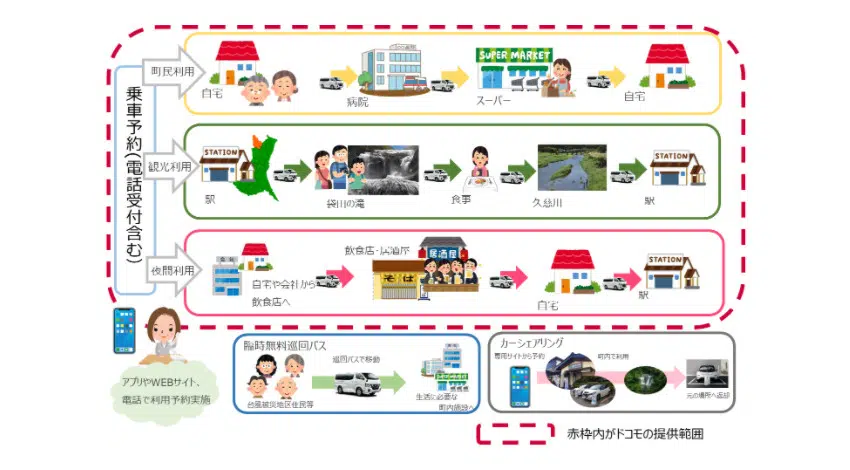 乗車予約(電話受付含む)
町民利用
自宅
病院
SUPER MARKET
スーパー
自宅
観光利用
STATION
駅
袋田の滝
食事
久慈川
STATION
駅
夜間利用
自宅や会社から
飲食店へ
飲食店・居酒屋
そば
居酒屋
自宅
STATION
駅
アプリやWEBサイト、
電話で利用予約実施
臨時無料巡回バス
巡回バスで移動
台風被災地区住民等
生活に必要な
町内施設へ
カーシェアリング
専用サイトから予約
町内で利用
元の場所へ返却
赤枠内がドコモの提供範囲